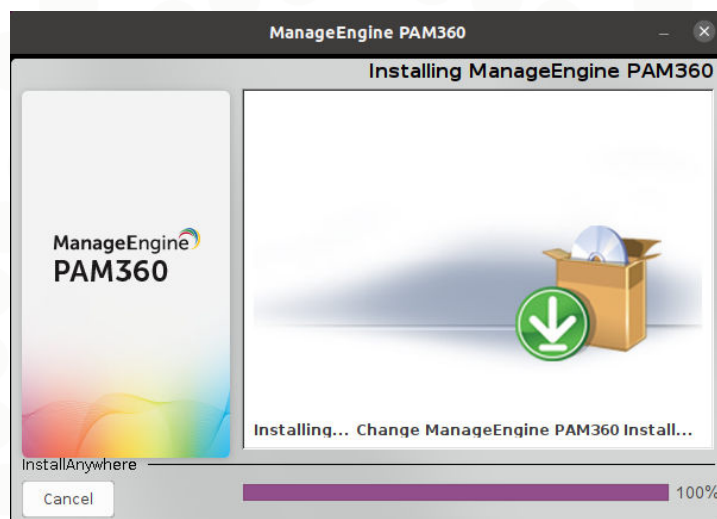 ManageEngine PAM360
Installing ManageEngine PAM360
ManageEngine
PAM360
Installing... Change ManageEngine PAM360 Install...
InstallAnywhere
Cancel
100%